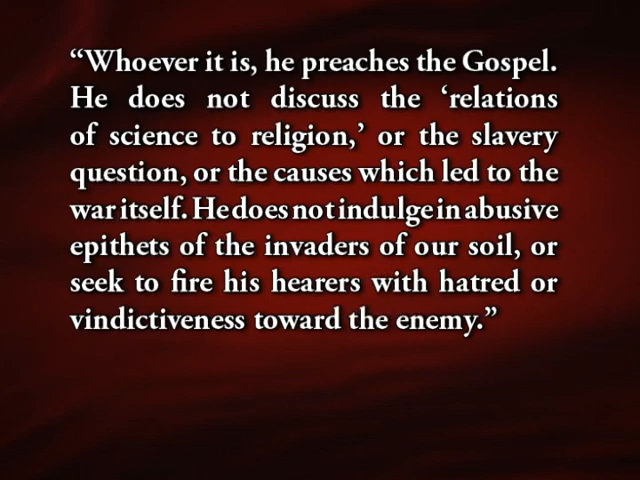 “Whoever it is, he preaches the Gospel.
He does not discuss the ‘relations
of science to religion,’ or the slavery
question, or the causes which led to the
war itself. He does not indulge in abusive
epithets of the invaders of our soil, or
seek to fire his hearers with hatred or
vindictiveness toward the enemy.”